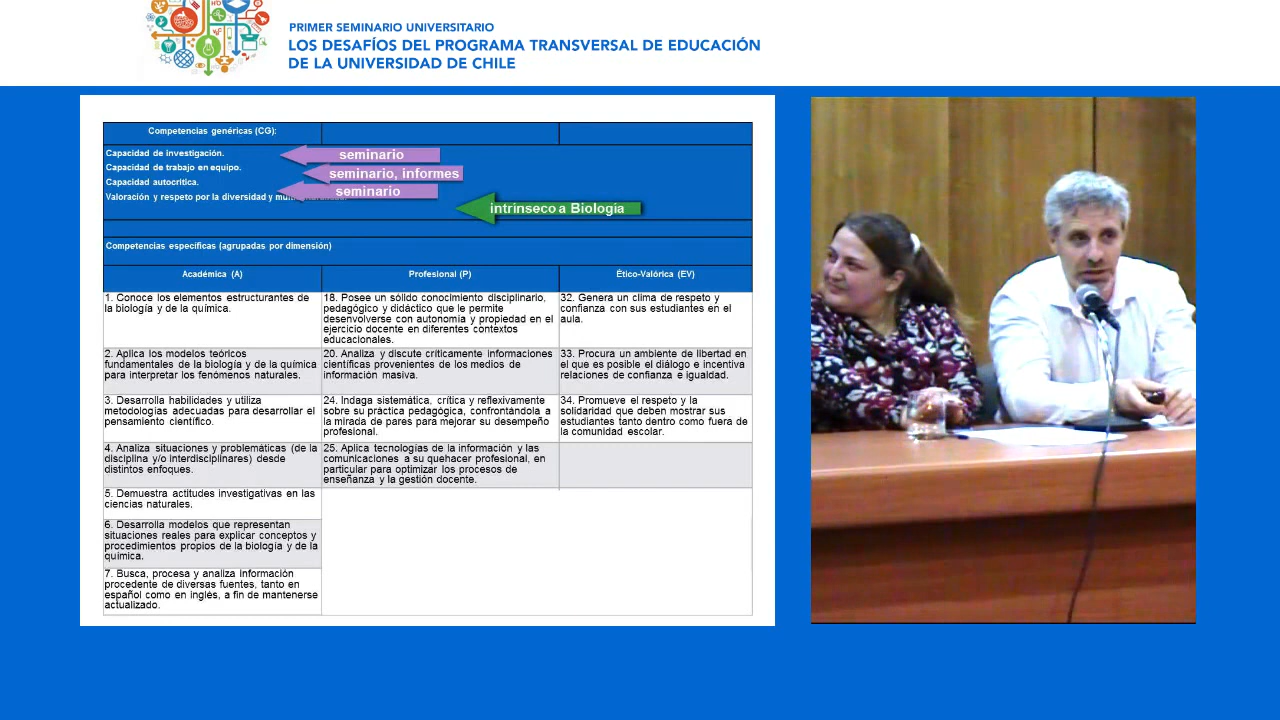 PRIMER SEMINARIO UNIVERSITARIO
LOS DESAFÍOS DEL PROGRAMA TRANSVERSAL DE EDUCACIÓN
DE LA UNIVERSIDAD DE CHILE
Competencias genéricas (CG):
Capacidad de investigación.
seminario
Capacidad de trabajo en equipo.
seminario, informes
Capacidad autocrítica.
seminario
Valoración y respeto por la diversidad y
intrínseco a Biología
Competencias específicas (agrupadas por dimensión)
Académica (A)
Profesional (P)
Ético-Valórica (EV)
1. Conoce los elementos estructurantes de
la biología y de la química.
18. Posee un sólido conocimiento disciplinario,
pedagógico y didáctico que le permite
desenvolverse con autonomía y propiedad en el
ejercicio docente en diferentes contextos
educacionales.
32. Genera un clima de respeto y
confianza con sus estudiantes en el
aula.
2. Aplica los modelos teóricos
fundamentales de la biología y de la química
para interpretar los fenómenos naturales.
20. Analiza y discute críticamente informaciones
científicas provenientes de los medios de
información masiva.
33. Procura un ambiente de libertad en
el que es posible el diálogo e incentiva
relaciones de confianza e igualdad.
3. Desarrolla habilidades y utiliza
metodologías adecuadas para desarrollar el
pensamiento científico.
24. Indaga sistemática, crítica y reflexivamente
sobre su práctica pedagógica, confrontándola a
la mirada de pares para mejorar su desempeño
profesional.
34. Promueve el respeto y la
solidaridad que deben mostrar sus
estudiantes tanto dentro como fuera de
la comunidad escolar.
4. Analiza situaciones y problemáticas (de la
disciplina y/o interdisciplinares) desde
distintos enfoques.
25. Aplica tecnologías de la información y las
comunicaciones a su quehacer profesional, en
particular para optimizar los procesos de
enseñanza y la gestión docente.
5. Demuestra actitudes investigativas en las
ciencias naturales.
6. Desarrolla modelos que representan
situaciones reales para explicar conceptos y
procedimientos propios de la biología y de la
química.
7. Busca, procesa y analiza información
procedente de diversas fuentes, tanto en
español como en inglés, a fin de mantenerse
actualizado.